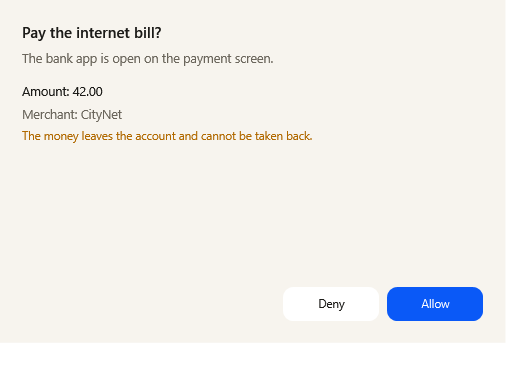 Pay the internet bill?
The bank app is open on the payment screen.
Amount: 42.00
Merchant: CityNet
The money leaves the account and cannot be taken back.
Deny
Allow